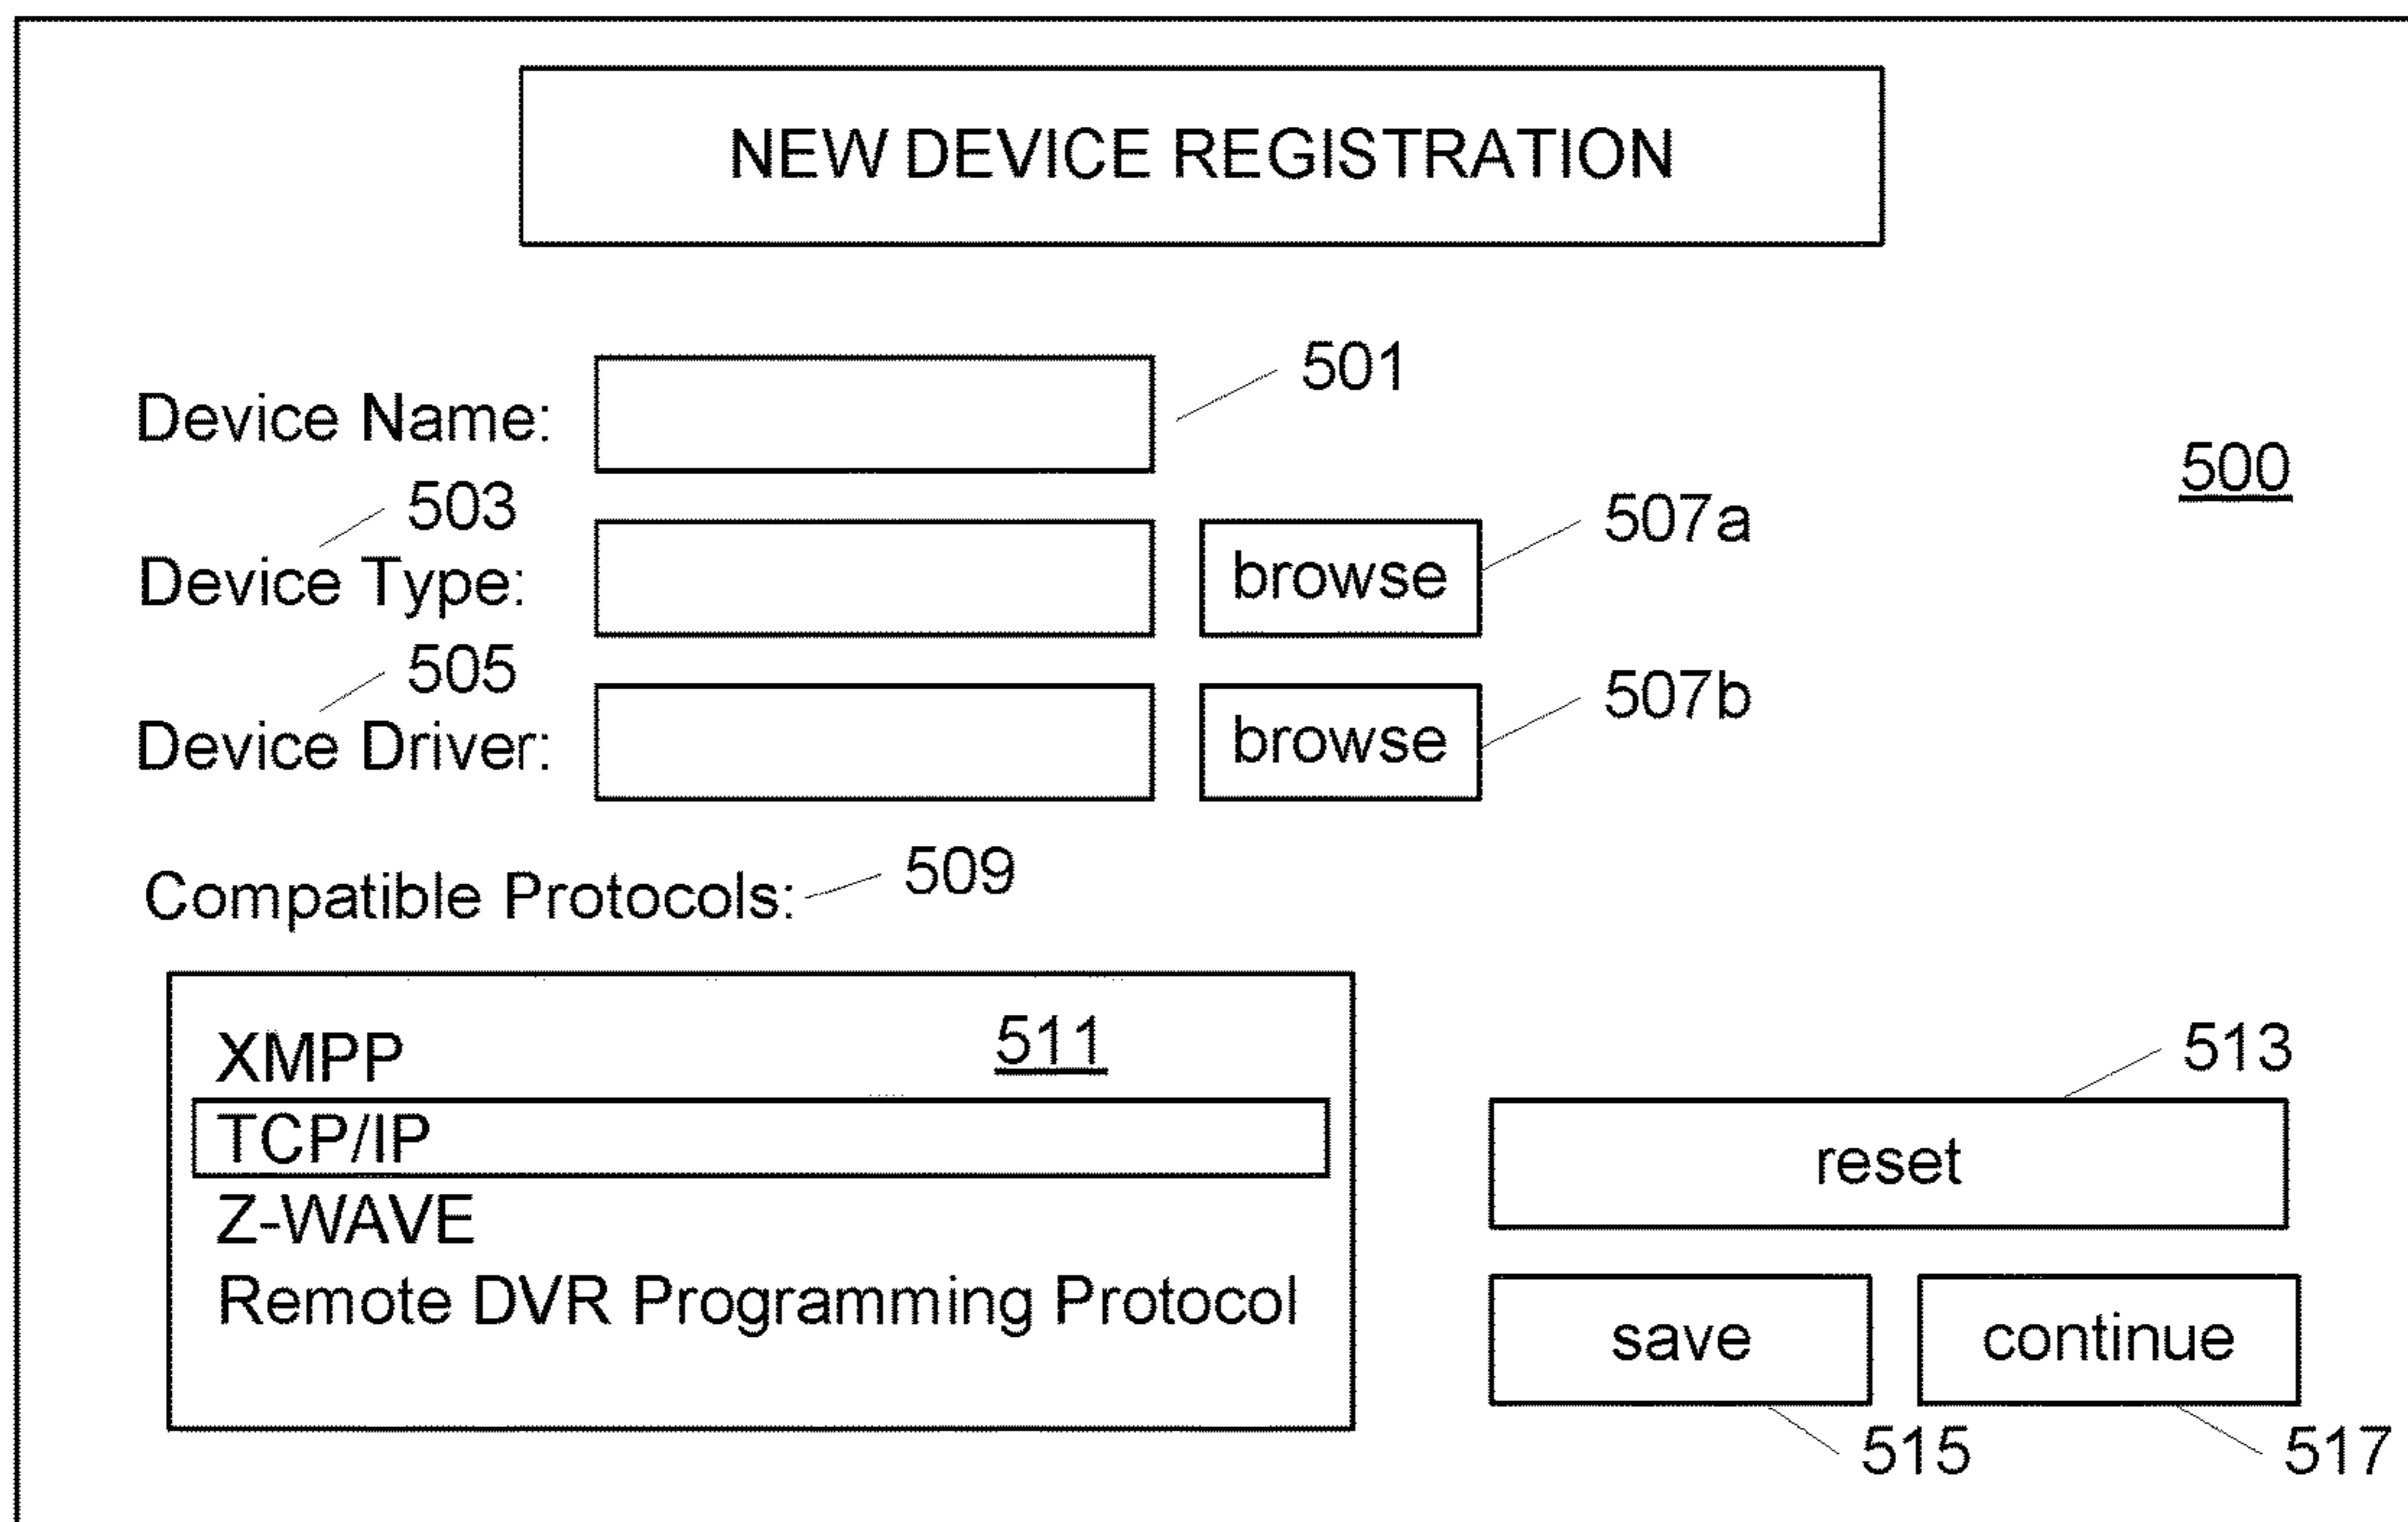 NEW DEVICE REGISTRATION
501
Device Name:
500
503
507a
Device Type:
browse
505
507b
Device Driver:
browse
Compatible Protocols:
509
XMPP
511
513
TCP/IP
reset
Z-WAVE
Remote DVR Programming Protocol
save
continue
515
517